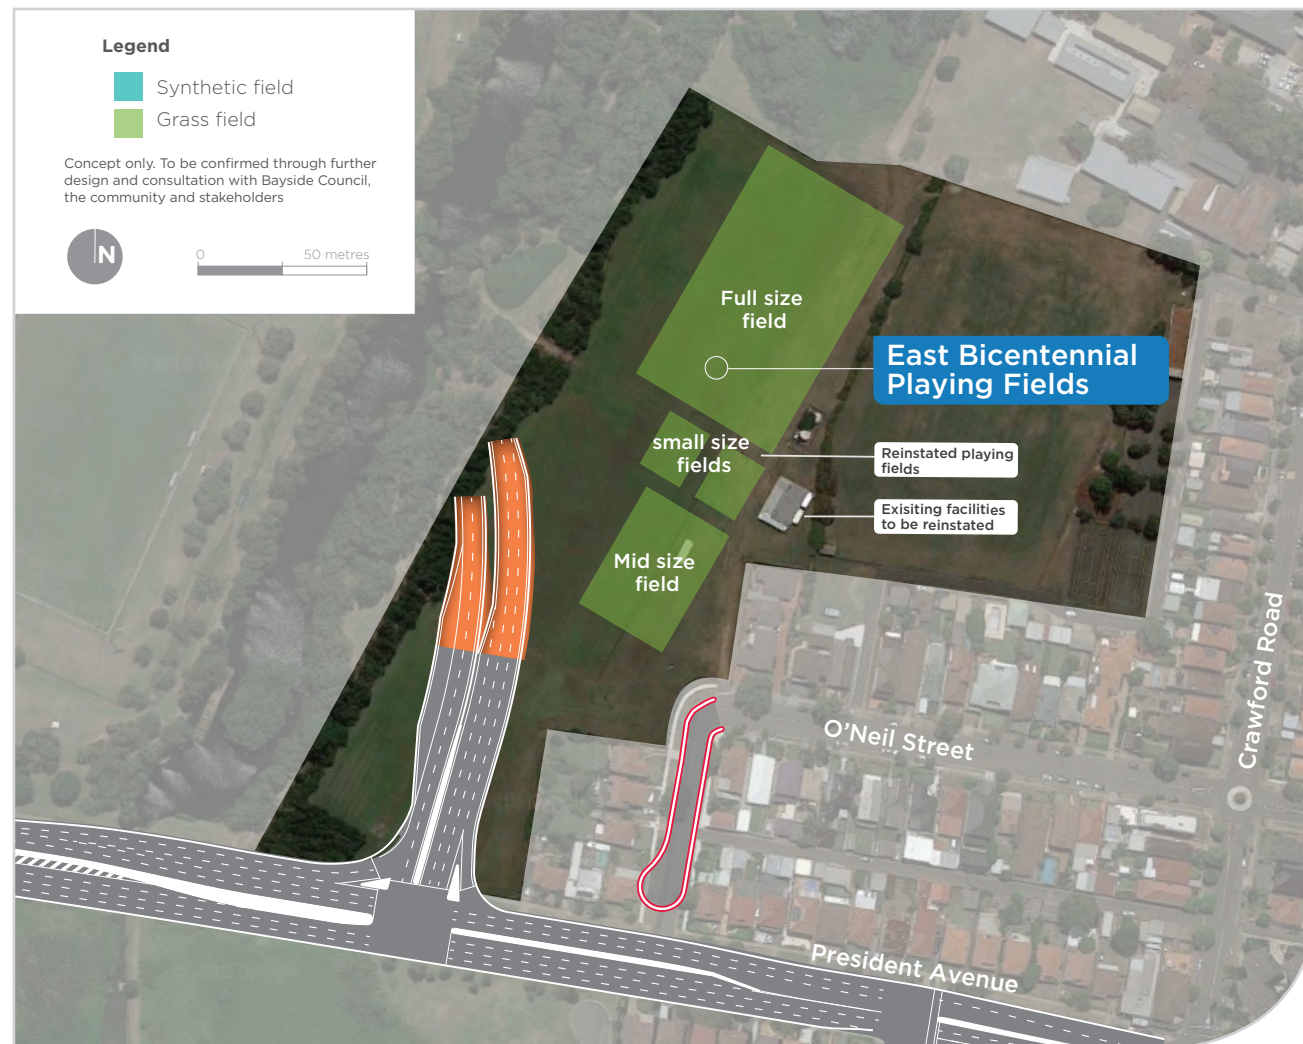 Legend
Synthetic field
Grass field
Concept only. To be confirmed through further
design and consultation with Bayside Council,
the community and stakeholders
N
0 50 metres
Full size
field
East Bicentennial
Playing Fields
small size
fields
Reinstated playing
fields
Exisiting facilities
to be reinstated
Mid size
field
O'Neil Street
Crawford Road
President Avenue